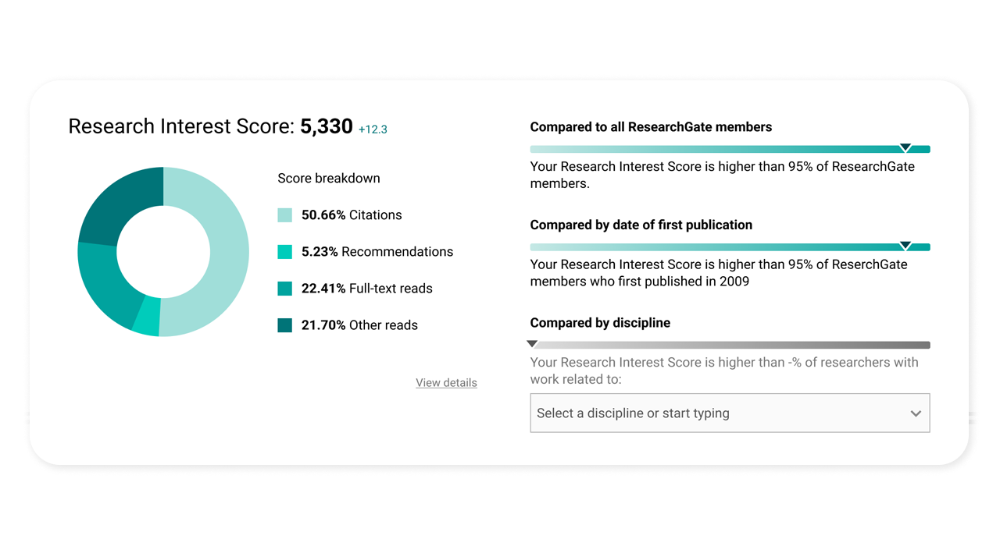 Research Interest Score: 5,330 +12.3
Score breakdown
50.66% Citations
5.23% Recommendations
22.41% Full-text reads
21.70% Other reads
View details
Compared to all ResearchGate members
Your Research Interest Score is higher than 95% of ResearchGate
members.
Compared by date of first publication
Your Research Interest Score is higher than 95% of ReserchGate
members who first published in 2009
Compared by discipline
Your Research Interest Score is higher than -% of researchers with
work related to:
Select a discipline or start typing